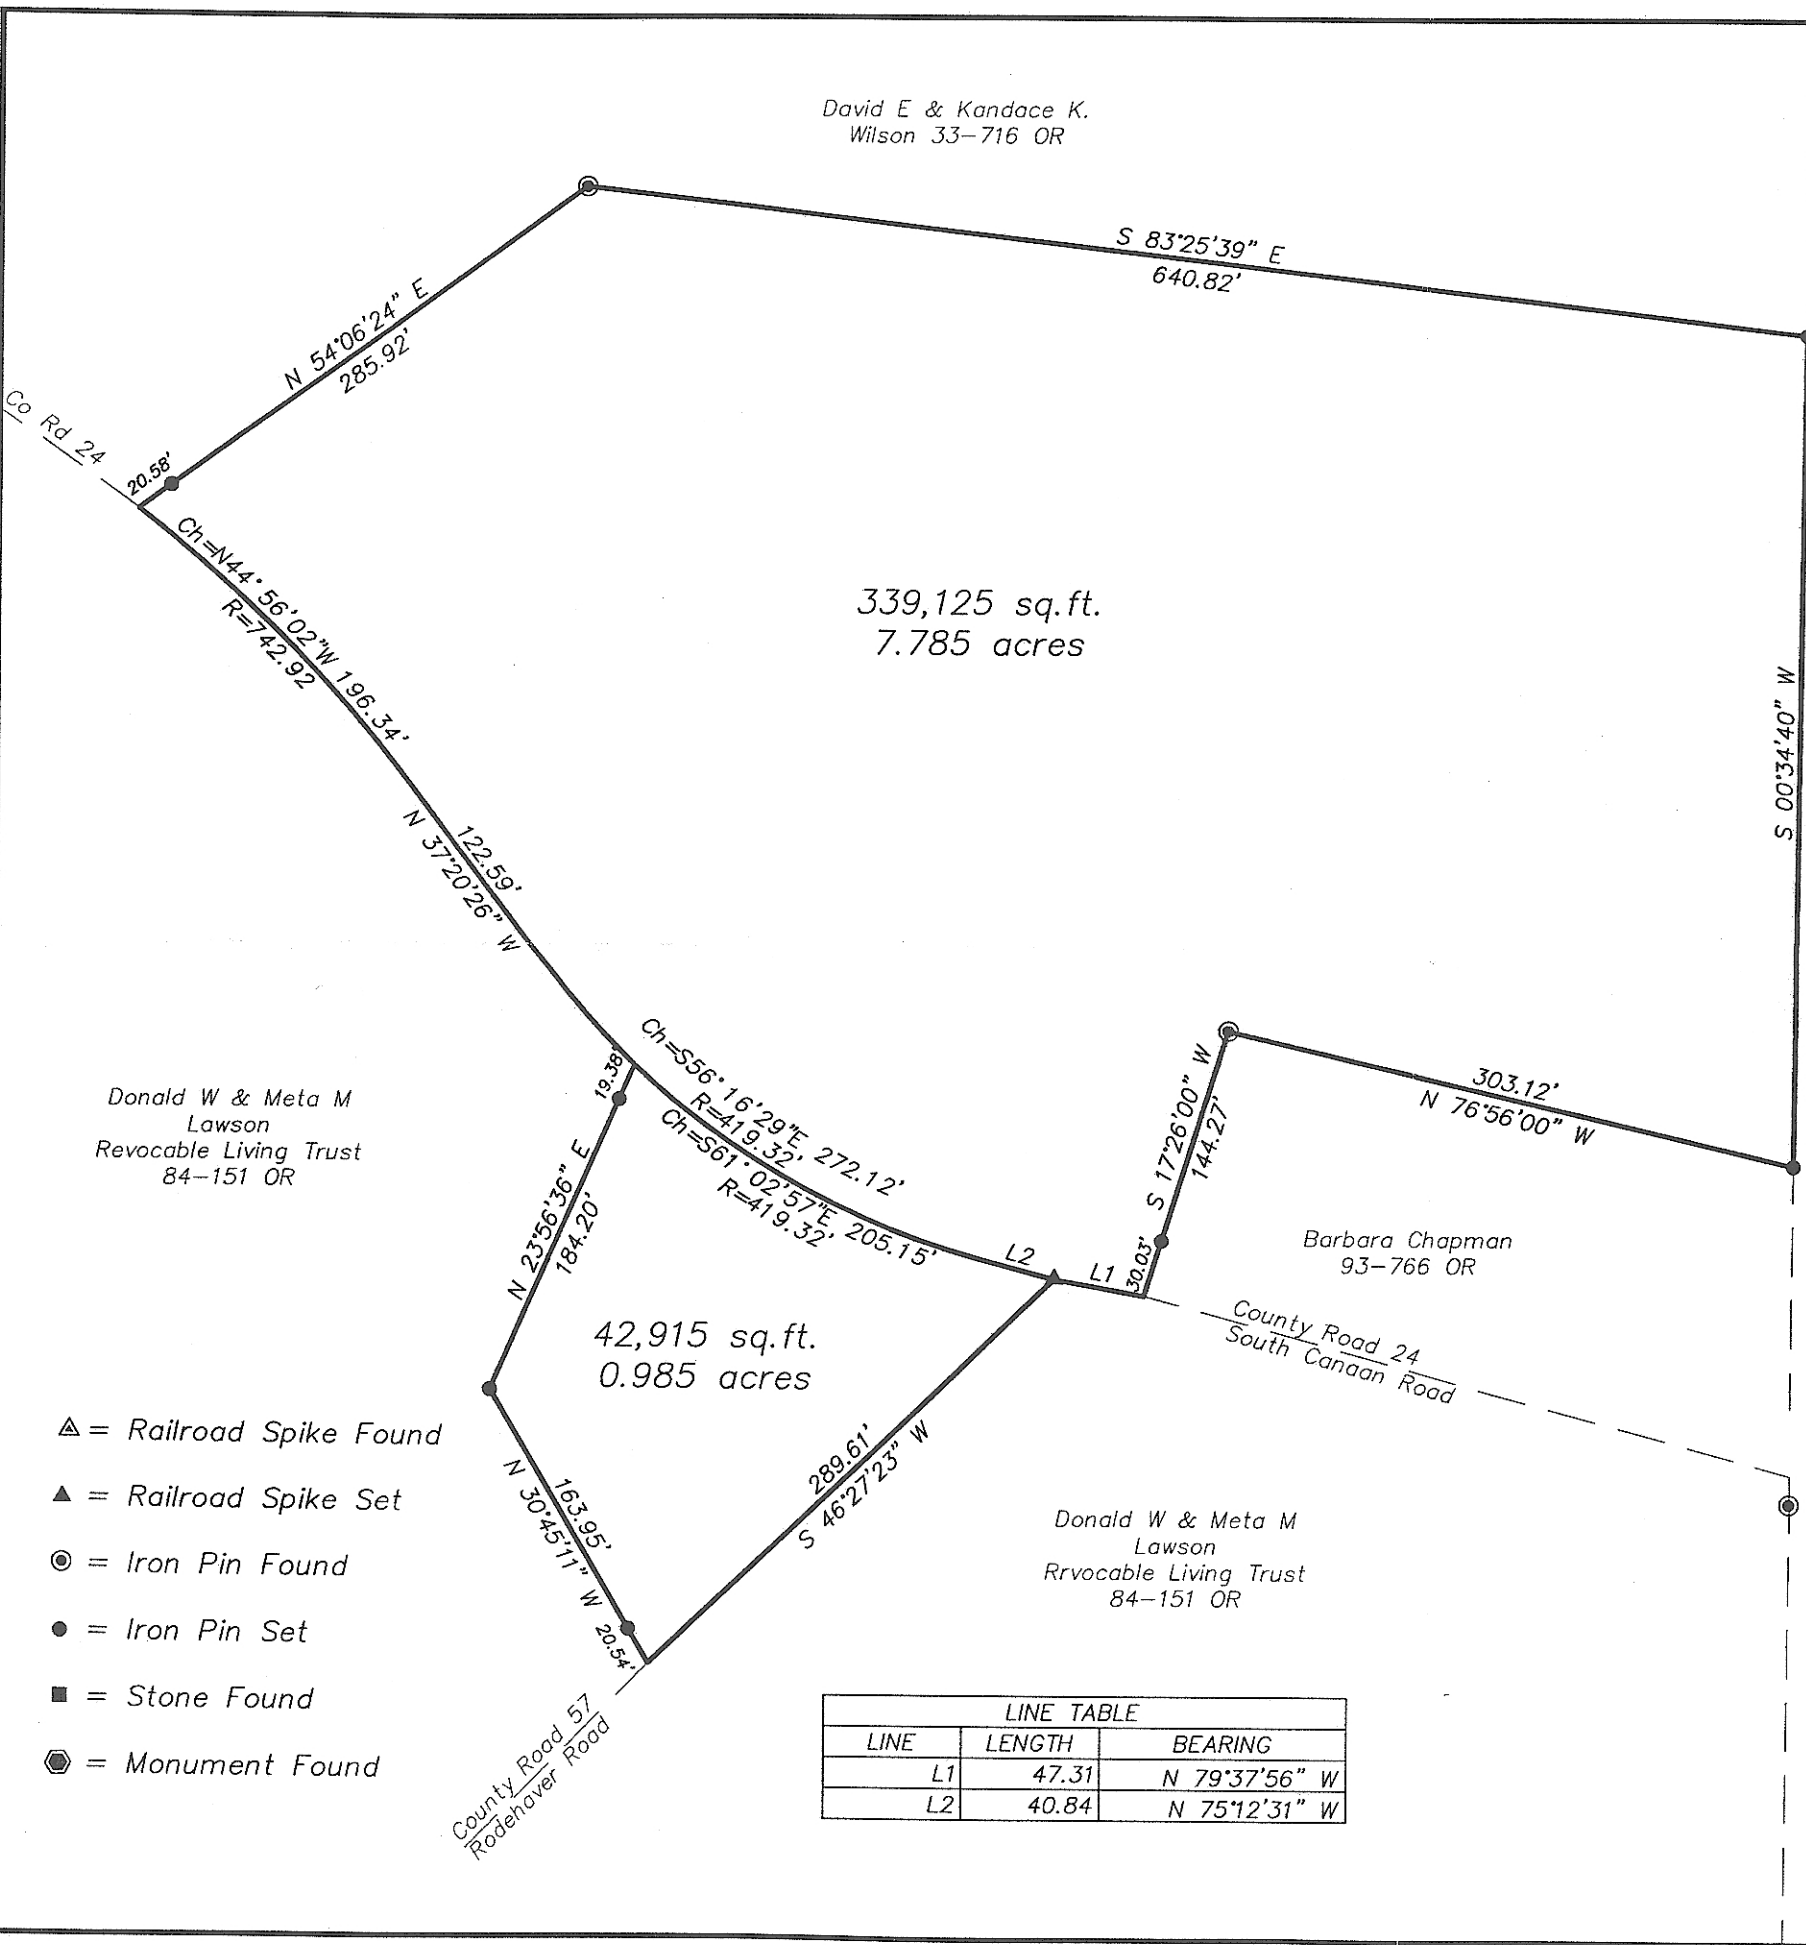 David E & Kandace K.
Wilson 33-716 OR
S 83°25'39" E
640.82'
N 54°06'24" E
285.92'
Co Rd 24
20.58'
Ch=N44°56'02"W 196.34'
R=742.92
339,125 sq.ft.
7.785 acres
S 00°34'40" W
122.59'
N 37°20'26" W
Ch=S56°16'29"E 272.12'
R=419.32'
Ch=S61°02'57"E 205.15'
R=419.32'
19.38'
N 23°56'36" E
184.20'
Donald W & Meta M
Lawson
Revocable Living Trust
84-151 OR
S 17°26'00" W
144.27'
30.03'
303.12'
N 76°56'00" W
L2
L1
Barbara Chapman
93-766 OR
County Road 24
South Canaan Road
42,915 sq.ft.
0.985 acres
289.61'
S 46°27'23" W
163.95'
N 30°45'11" W
20.54'
County Road 57
Rodehaver Road
Donald W & Meta M
Lawson
Rrvocable Living Trust
84-151 OR
= Railroad Spike Found
= Railroad Spike Set
= Iron Pin Found
= Iron Pin Set
= Stone Found
= Monument Found
LINE TABLE
LINE LENGTH BEARING
L1 47.31 N 79°37'56" W
L2 40.84 N 75°12'31" W